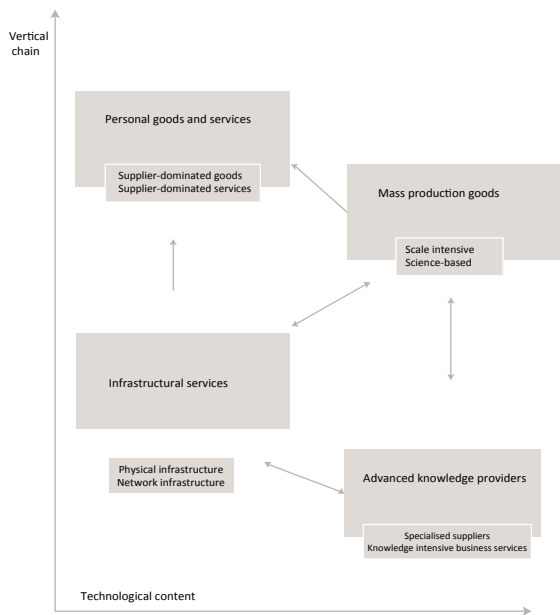 Vertical
chain
Personal goods and services
Supplier-dominated goods
Supplier-dominated services
Mass production goods
Scale intensive
Science-based
Infrastructural services
Physical infrastructure
Network infrastructure
Advanced knowledge providers
Specialised suppliers
Knowledge intensive business services
Technological content